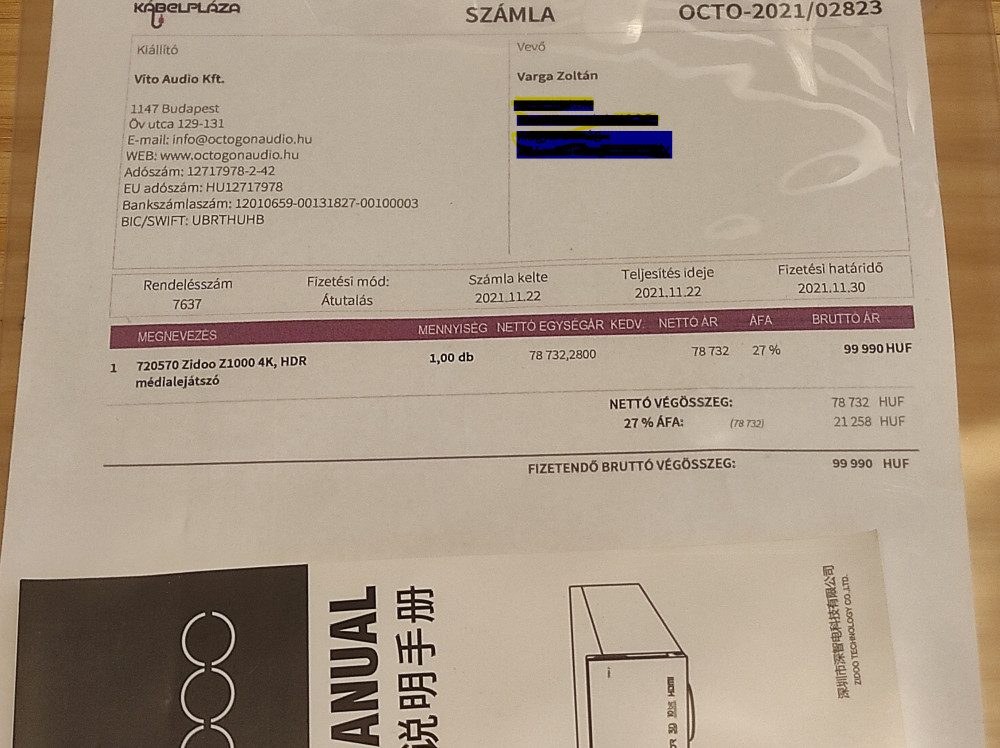 KÁBELPLÁZA
SZÁMLA
OCTO-2021/02823
Kiállító
Vito Audio Kft.
1147 Budapest
Öv utca 129-131
E-mail: info@octogonaudio.hu
WEB: www.octogonaudio.hu
Adószám: 12717978-2-42
EU adószám: HU12717978
Bankszámlaszám: 12010659-00131827-00100003
BIC/SWIFT: UBRTHUHB
Vevő
Varga Zoltán
Rendelésszám
7637
Fizetési mód:
Átutalás
Számla kelte
2021.11.22
Teljesítés ideje
2021.11.22
Fizetési határidő
2021.11.30
MEGNEVEZÉS MENNYISÉG NETTÓ EGYSÉGÁR KEDV. NETTÓ ÁR ÁFA BRUTTÓ ÁR
1 720570 Zidoo Z1000 4K, HDR 1,00 db 78 732,2800 78 732 27 % 99 990 HUF
médialejátszó
NETTÓ VÉGÖSSZEG: 78 732 HUF
27 % ÁFA: (78 732) 21 258 HUF
FIZETENDŐ BRUTTÓ VÉGÖSSZEG: 99 990 HUF
ANUAL
说明手册
HDMI
深圳市深智电科技有限公司
ZIDOO TECHNOLOGY CO.,LTD.